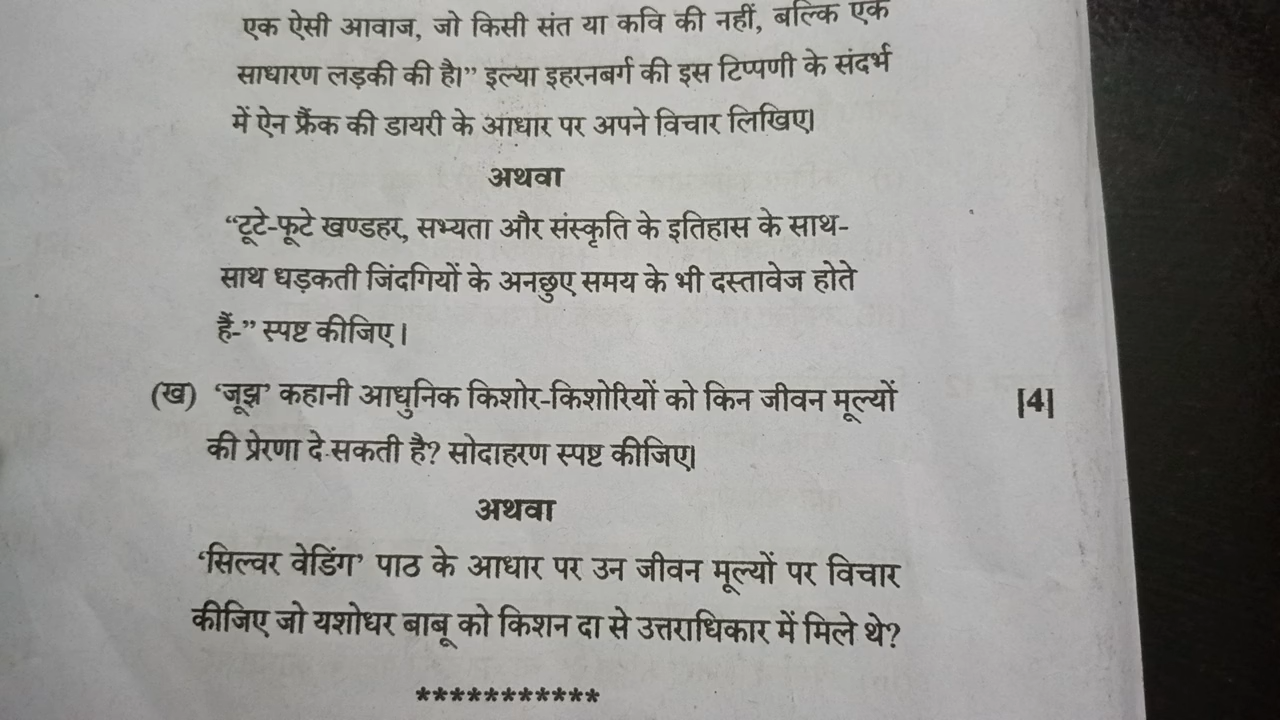 एक ऐसी आवाज, जो किसी संत या कवि की नहीं, बल्कि एक
साधारण लड़की की है।” इल्या इहरनबर्ग की इस टिप्पणी के संदर्भ
में ऐन फ्रैंक की डायरी के आधार पर अपने विचार लिखिए।
अथवा
“टूटे-फूटे खण्डहर, सभ्यता और संस्कृति के इतिहास के साथ-
साथ धड़कती जिंदगियों के अनछुए समय के भी दस्तावेज होते
हैं-” स्पष्ट कीजिए।
(ख) ‘जूझ’ कहानी आधुनिक किशोर-किशोरियों को किन जीवन मूल्यों [4]
की प्रेरणा दे सकती है? सोदाहरण स्पष्ट कीजिए।
अथवा
‘सिल्वर वेडिंग’ पाठ के आधार पर उन जीवन मूल्यों पर विचार
कीजिए जो यशोधर बाबू को किशन दा से उत्तराधिकार में मिले थे?
***********